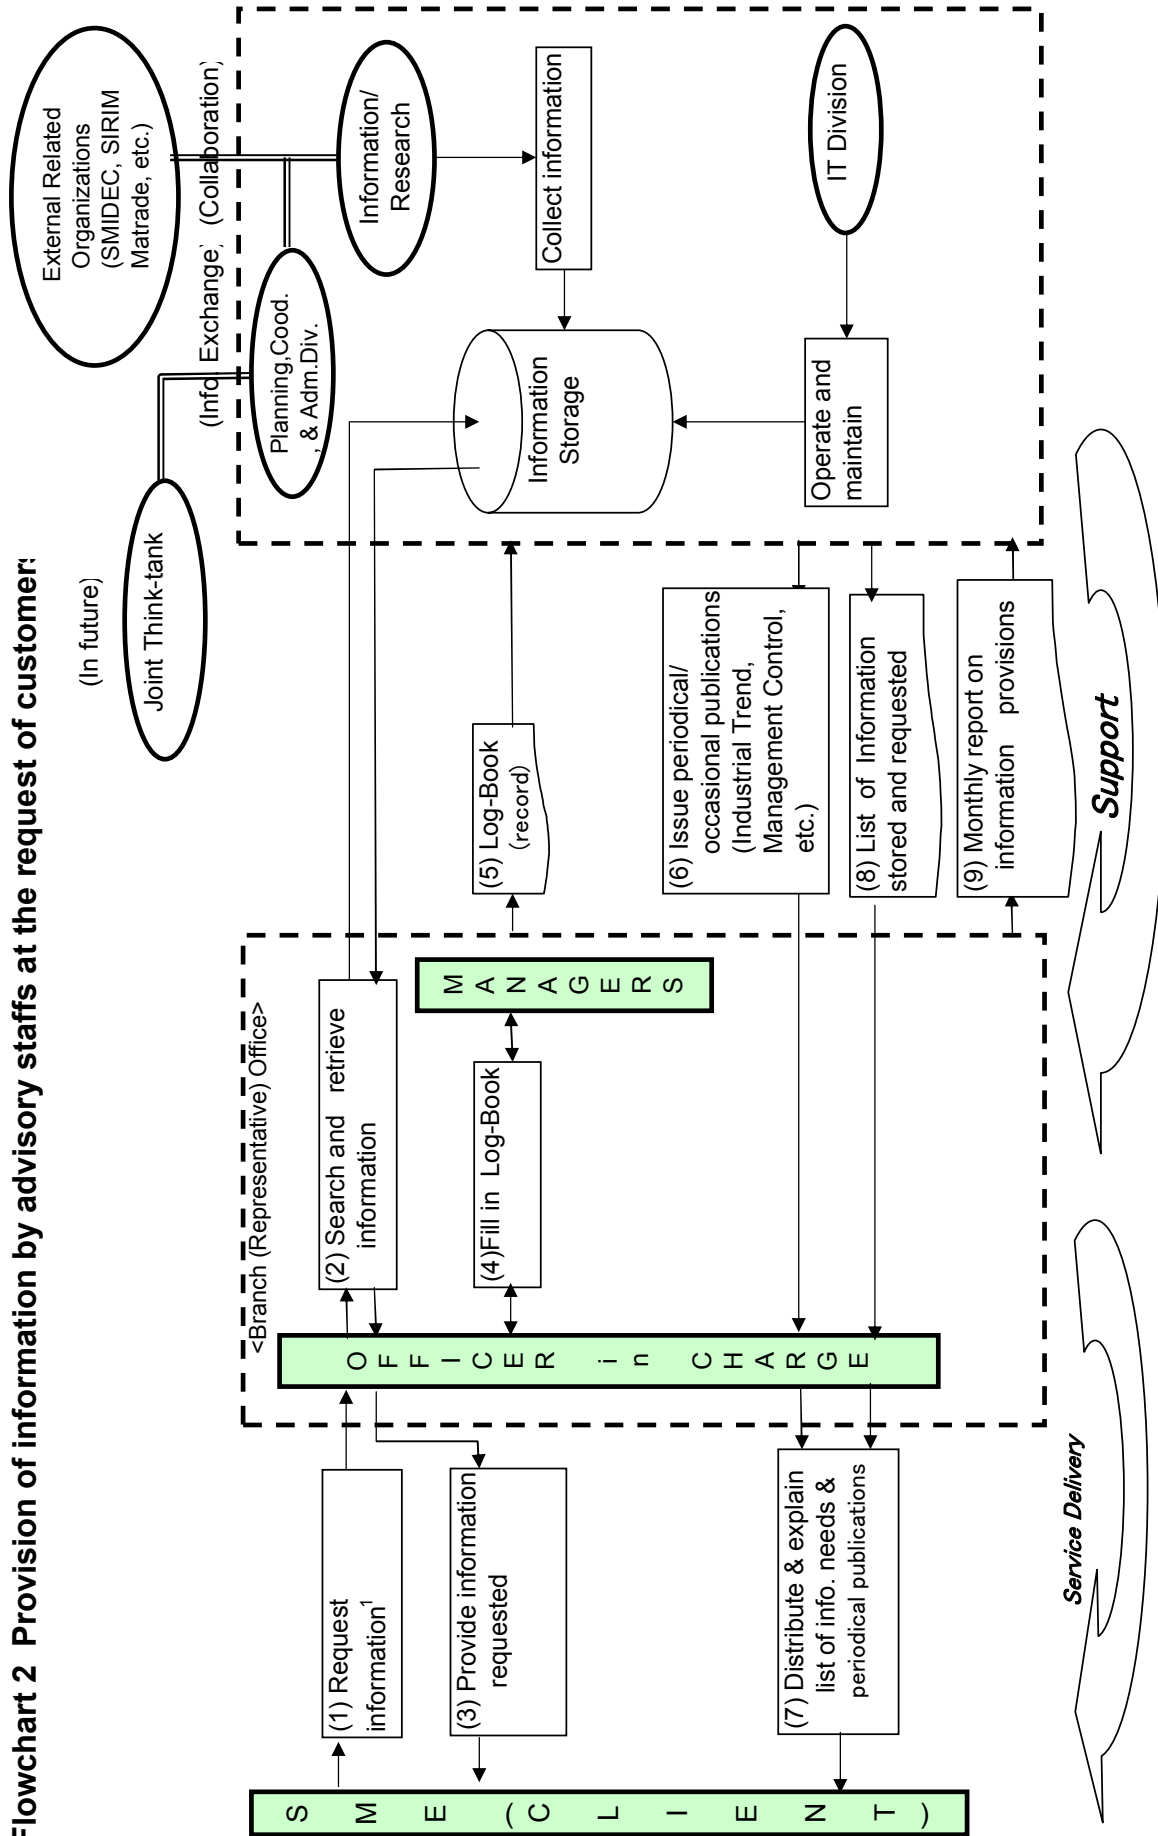 Flowchart 2 Provision of information by advisory staffs at the request of customers
(In future)
Joint Think-tank
External Related
Organizations
(SMIDEC, SIRIM
Matrade, etc.)
(Info. Exchange) (Collaboration)
Planning,Cood.
, & Adm.Div.
Information/
Research
Collect information
Information
Storage
IT Division
Operate and
maintain
<Branch (Representative) Office>
SME (CLIENT)
(1) Request
information1
OFFICER in CHARGE
(2) Search and retrieve
information
(3) Provide information
requested
(4)Fill in Log-Book
MANAGERS
(5) Log-Book
(record)
(6) Issue periodical/
occasional publications
(Industrial Trend,
Management Control,
etc.)
(7) Distribute & explain
list of info. needs &
periodical publications
(8) List of Information
stored and requested
(9) Monthly report on
information provisions
Service Delivery
Support